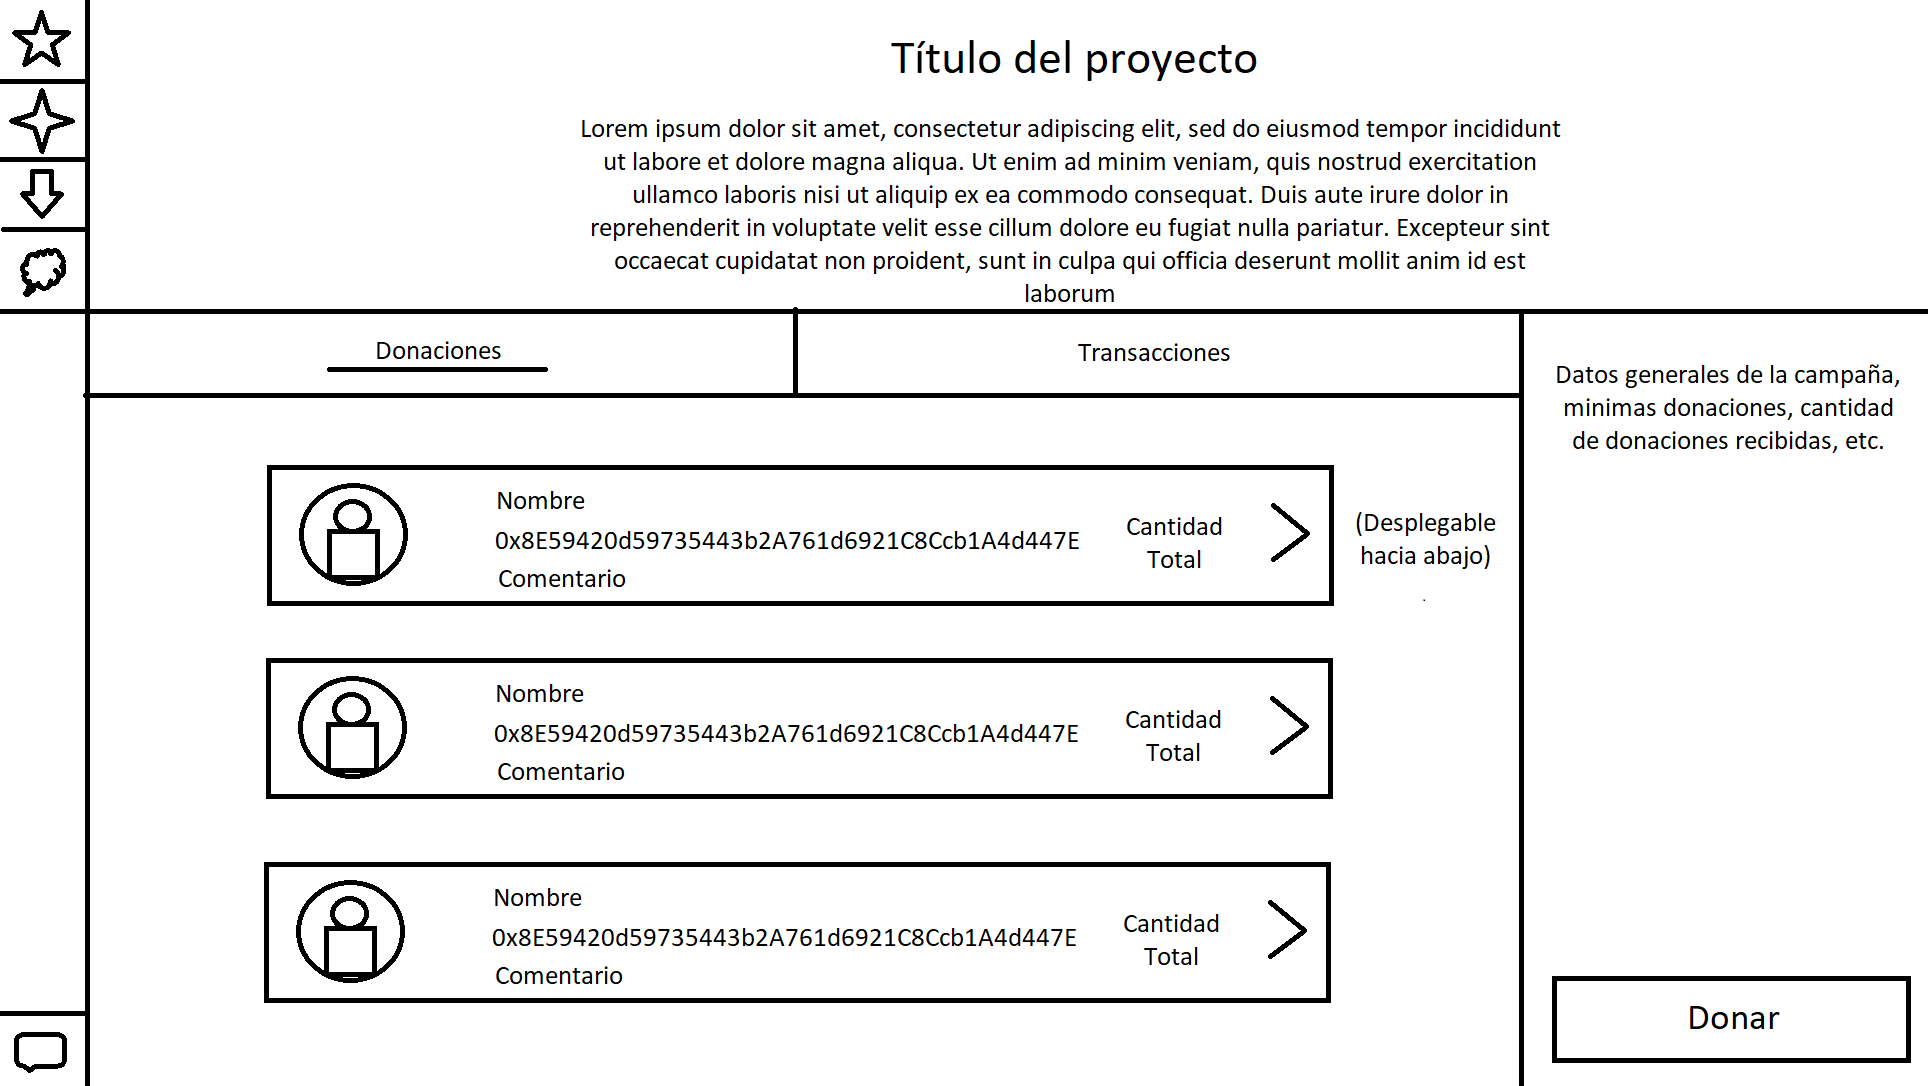 Título del proyecto
Lorem ipsum dolor sit amet, consectetur adipiscing elit, sed do eiusmod tempor incididunt
ut labore et dolore magna aliqua. Ut enim ad minim veniam, quis nostrud exercitation
ullamco laboris nisi ut aliquip ex ea commodo consequat. Duis aute irure dolor in
reprehenderit in voluptate velit esse cillum dolore eu fugiat nulla pariatur. Excepteur sint
occaecat cupidatat non proident, sunt in culpa qui officia deserunt mollit anim id est
laborum
Donaciones
Transacciones
Nombre
0x8E59420d59735443b2A761d6921C8Ccb1A4d447E
Comentario
Cantidad
Total
(Desplegable
hacia abajo)
.
Nombre
0x8E59420d59735443b2A761d6921C8Ccb1A4d447E
Comentario
Cantidad
Total
Nombre
0x8E59420d59735443b2A761d6921C8Ccb1A4d447E
Comentario
Cantidad
Total
Datos generales de la campaña,
minimas donaciones, cantidad
de donaciones recibidas, etc.
Donar